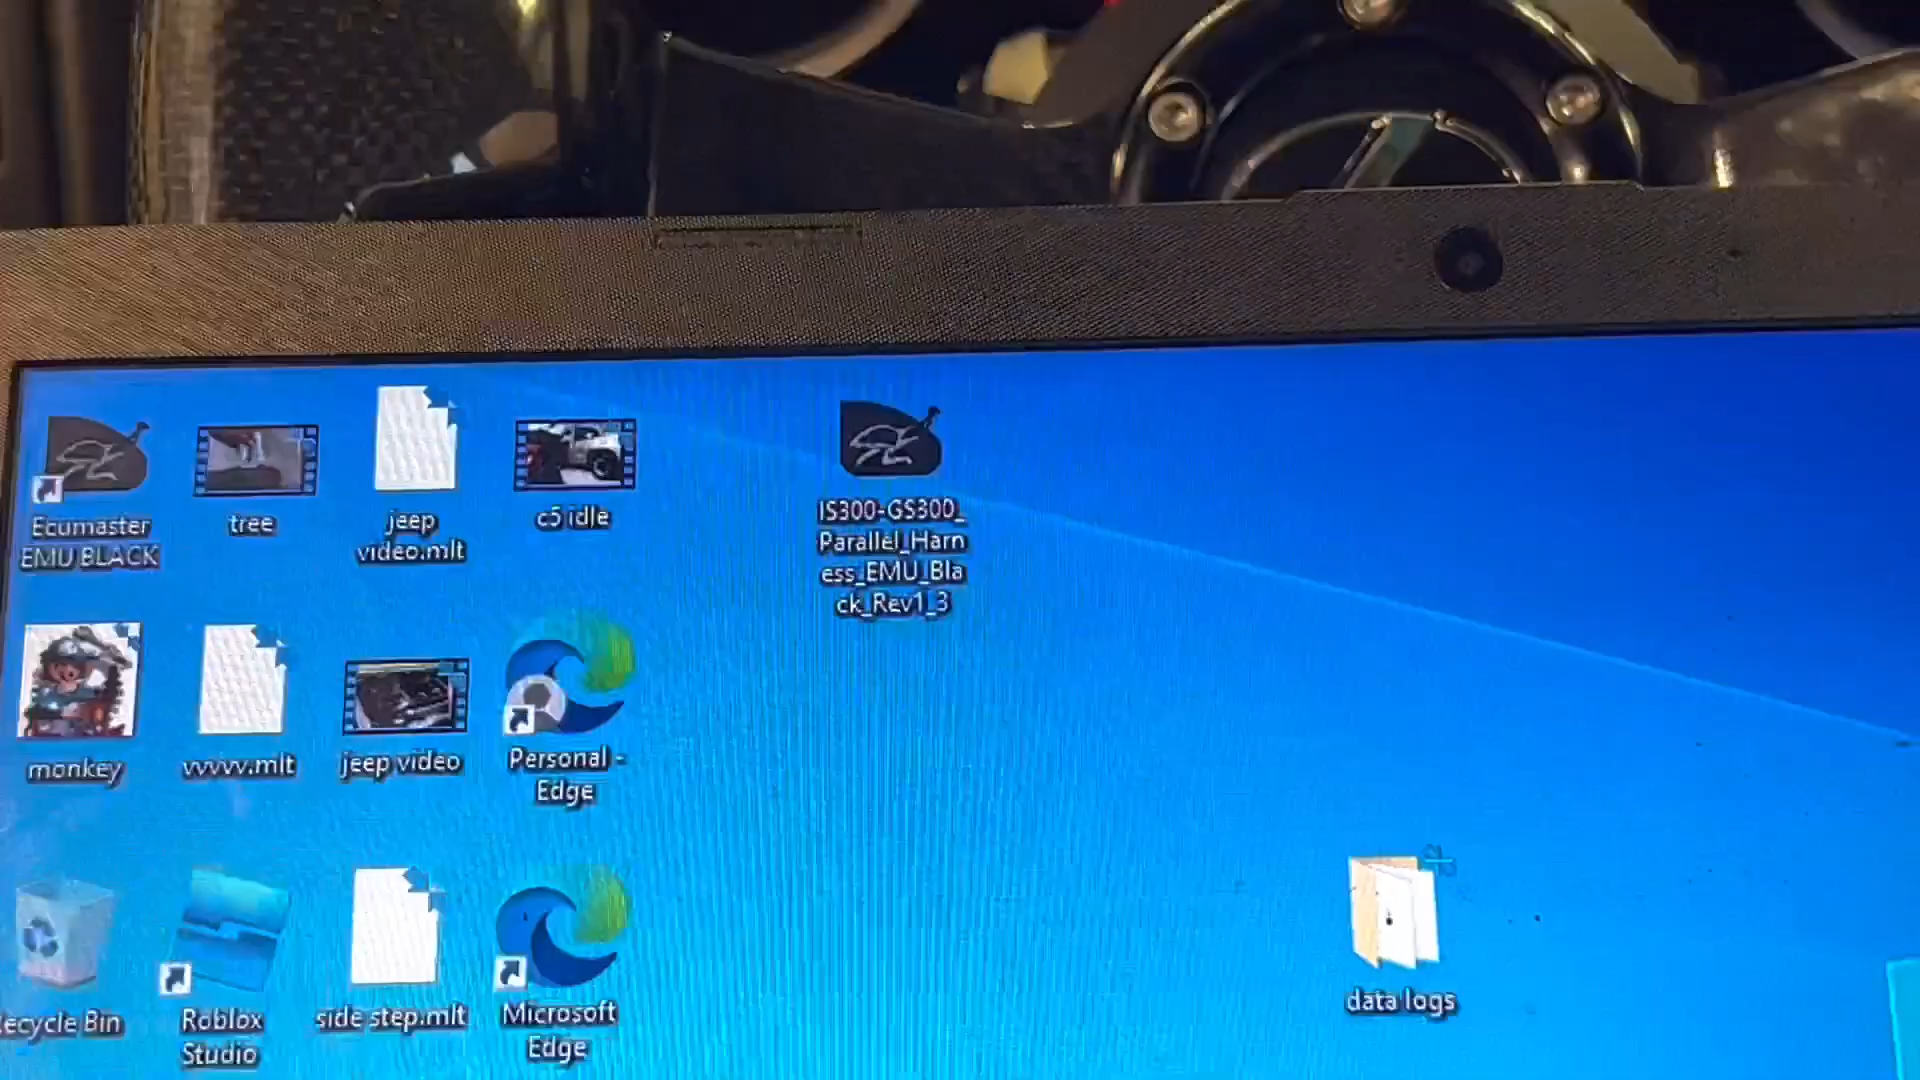 Ecumaster
EMU BLACK
tree
jeep
video.mlt
c5 idle
IS300-GS300_
Parallel_Harn
ess_EMU_Bla
ck_Rev1_3
monkey
vvvvv.mlt
jeep video
Personal -
Edge
ecycle Bin
Roblox
Studio
side step.mlt
Microsoft
Edge
data logs